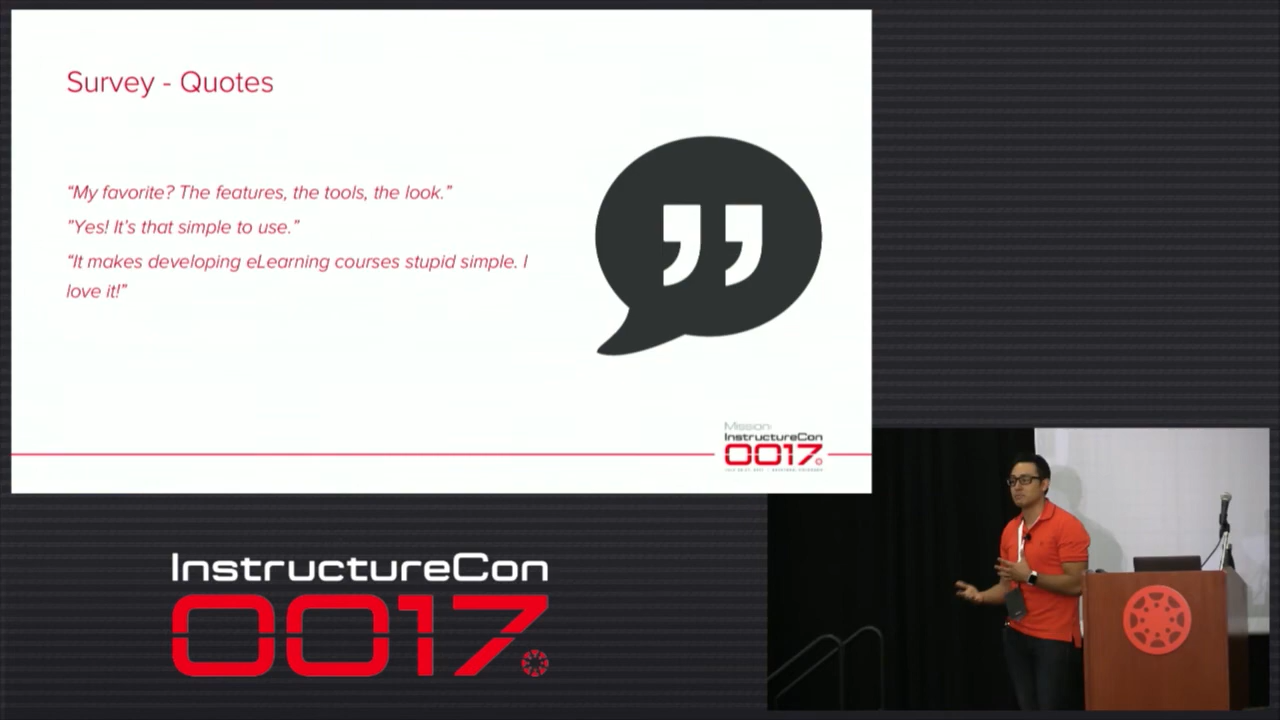 Survey - Quotes
“My favorite? The features, the tools, the look.”
”Yes! It’s that simple to use.”
“It makes developing eLearning courses stupid simple. I
love it!”
Mission:
InstructureCon
0017
InstructureCon
0017